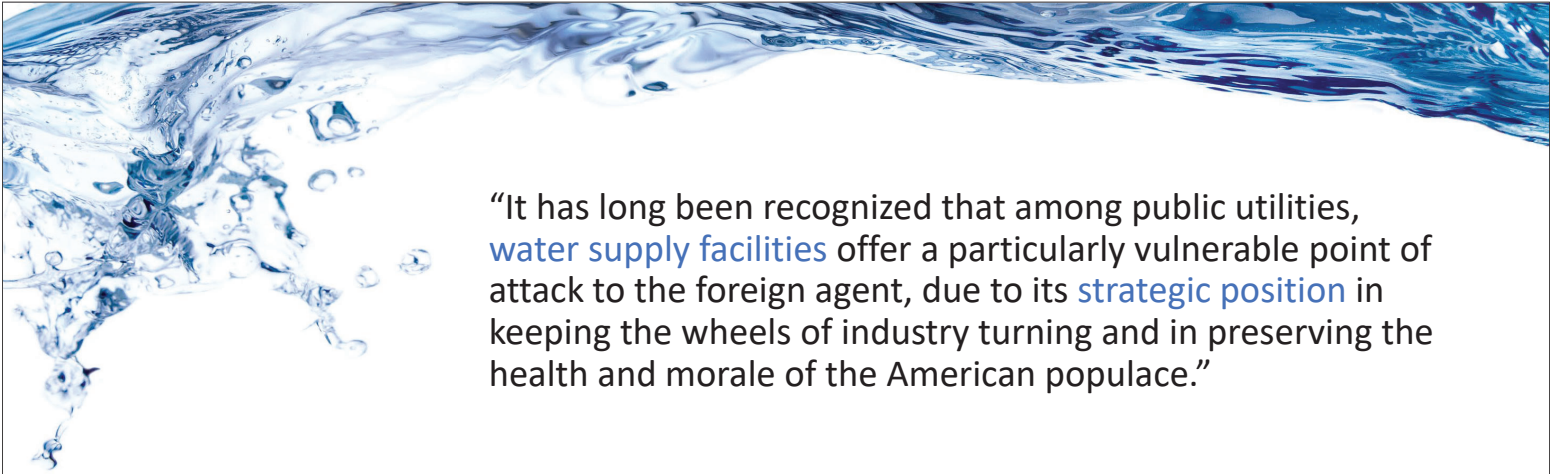 “It has long been recognized that among public utilities,
water supply facilities offer a particularly vulnerable point of
attack to the foreign agent, due to its strategic position in
keeping the wheels of industry turning and in preserving the
health and morale of the American populace.”